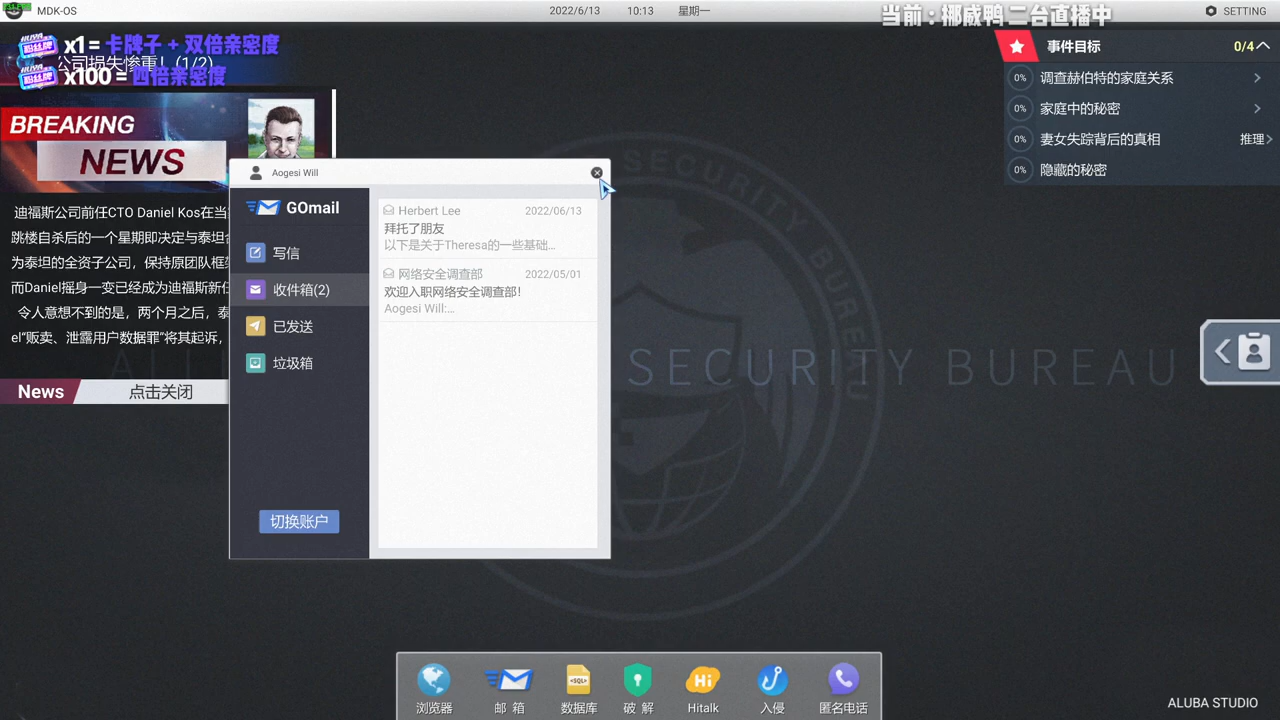 MDK-OS
2022/6/13
10:13
星期一
SETTING
当前：挪威鸭 二台直播中
粉丝牌 x1 = 卡牌子 + 双倍亲密度
公司损失惨重！(1/2)
粉丝牌 x100 = 四倍亲密度
BREAKING
NEWS
迪福斯公司前任CTO Daniel Kos在当
跳楼自杀后的一个星期即决定与泰坦
为泰坦的全资子公司，保持原团队框
而Daniel摇身一变已经成为迪福斯新任
令人意想不到的是，两个月之后，泰
el“贩卖、泄露用户数据罪”将其起诉，
News
点击关闭
事件目标
0/4
0%
调查赫伯特的家庭关系
0%
家庭中的秘密
0%
妻女失踪背后的真相
推理
0%
隐藏的秘密
Aogesi Will
GOmail
写信
收件箱(2)
已发送
垃圾箱
切换账户
Herbert Lee
2022/06/13
拜托了朋友
以下是关于Theresa的一些基础...
网络安全调查部
2022/05/01
欢迎入职网络安全调查部！
Aogesi Will:...
SECURITY BUREAU
浏览器
邮 箱
<SQL>
数据库
破 解
Hi
Hitalk
入侵
匿名电话
ALUBA STUDIO